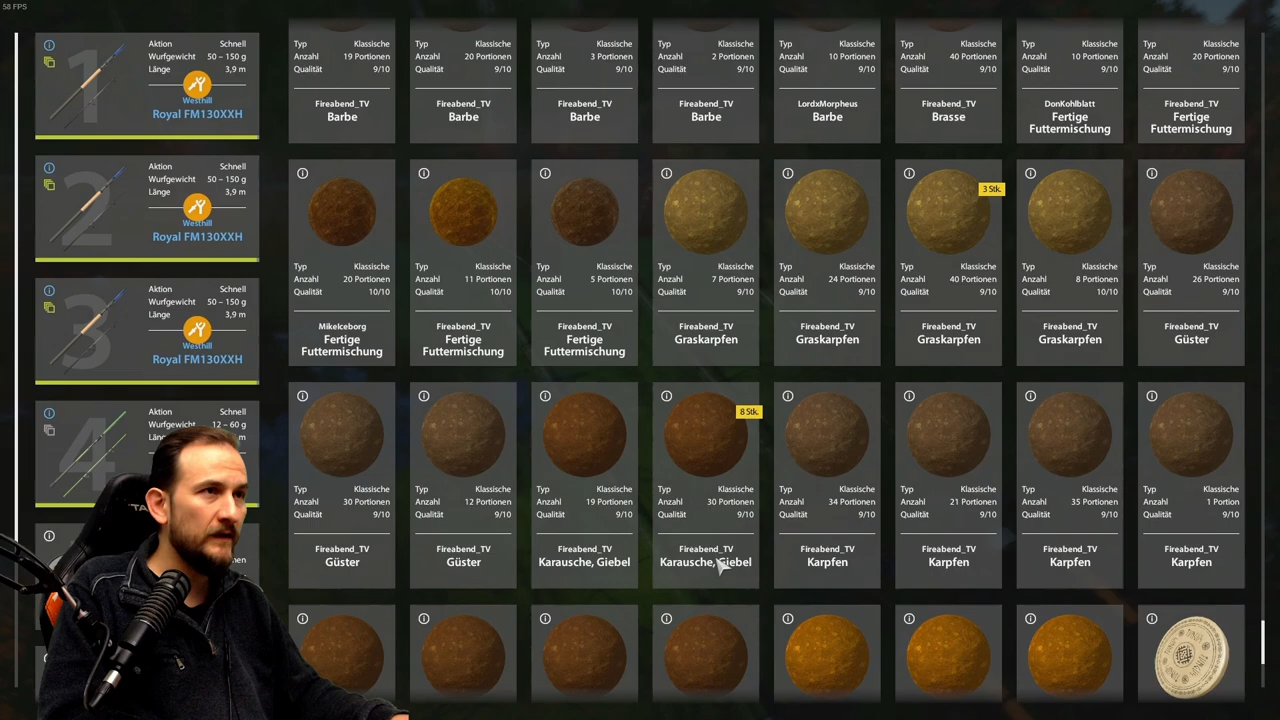 58 FPS
1
Aktion Schnell
Wurfgewicht 50 – 150 g
Länge 3,9 m
Westhill
Royal FM130XXH
2
Aktion Schnell
Wurfgewicht 50 – 150 g
Länge 3,9 m
Westhill
Royal FM130XXH
3
Aktion Schnell
Wurfgewicht 50 – 150 g
Länge 3,9 m
Westhill
Royal FM130XXH
4
Aktion Schnell
Wurfgewicht 12 – 60 g
m
Typ Klassische
Anzahl 19 Portionen
Qualität 9/10
Fireabend_TV
Barbe
Typ Klassische
Anzahl 20 Portionen
Qualität 9/10
Fireabend_TV
Barbe
Typ Klassische
Anzahl 3 Portionen
Qualität 9/10
Fireabend_TV
Barbe
Typ Klassische
Anzahl 2 Portionen
Qualität 9/10
Fireabend_TV
Barbe
Typ Klassische
Anzahl 10 Portionen
Qualität 9/10
LordxMorpheus
Barbe
Typ Klassische
Anzahl 40 Portionen
Qualität 9/10
Fireabend_TV
Brasse
Typ Klassische
Anzahl 10 Portionen
Qualität 9/10
DonKohlblatt
Fertige
Futtermischung
Typ Klassische
Anzahl 20 Portionen
Qualität 9/10
Fireabend_TV
Fertige
Futtermischung
Typ Klassische
Anzahl 20 Portionen
Qualität 10/10
Mikelceborg
Fertige
Futtermischung
Typ Klassische
Anzahl 11 Portionen
Qualität 10/10
Fireabend_TV
Fertige
Futtermischung
Typ Klassische
Anzahl 5 Portionen
Qualität 10/10
Fireabend_TV
Fertige
Futtermischung
Typ Klassische
Anzahl 7 Portionen
Qualität 9/10
Fireabend_TV
Graskarpfen
Typ Klassische
Anzahl 24 Portionen
Qualität 9/10
Fireabend_TV
Graskarpfen
3 Stk.
Typ Klassische
Anzahl 40 Portionen
Qualität 9/10
Fireabend_TV
Graskarpfen
Typ Klassische
Anzahl 8 Portionen
Qualität 10/10
Fireabend_TV
Graskarpfen
Typ Klassische
Anzahl 26 Portionen
Qualität 9/10
Fireabend_TV
Güster
Typ Klassische
Anzahl 30 Portionen
Qualität 9/10
Fireabend_TV
Güster
Typ Klassische
Anzahl 12 Portionen
Qualität 9/10
Fireabend_TV
Güster
Typ Klassische
Anzahl 19 Portionen
Qualität 9/10
Fireabend_TV
Karausche, Giebel
8 Stk.
Typ Klassische
Anzahl 30 Portionen
Qualität 9/10
Fireabend_TV
Karausche, Giebel
Typ Klassische
Anzahl 34 Portionen
Qualität 9/10
Fireabend_TV
Karpfen
Typ Klassische
Anzahl 21 Portionen
Qualität 9/10
Fireabend_TV
Karpfen
Typ Klassische
Anzahl 35 Portionen
Qualität 9/10
Fireabend_TV
Karpfen
Typ Klassische
Anzahl 1 Portion
Qualität 9/10
Fireabend_TV
Karpfen